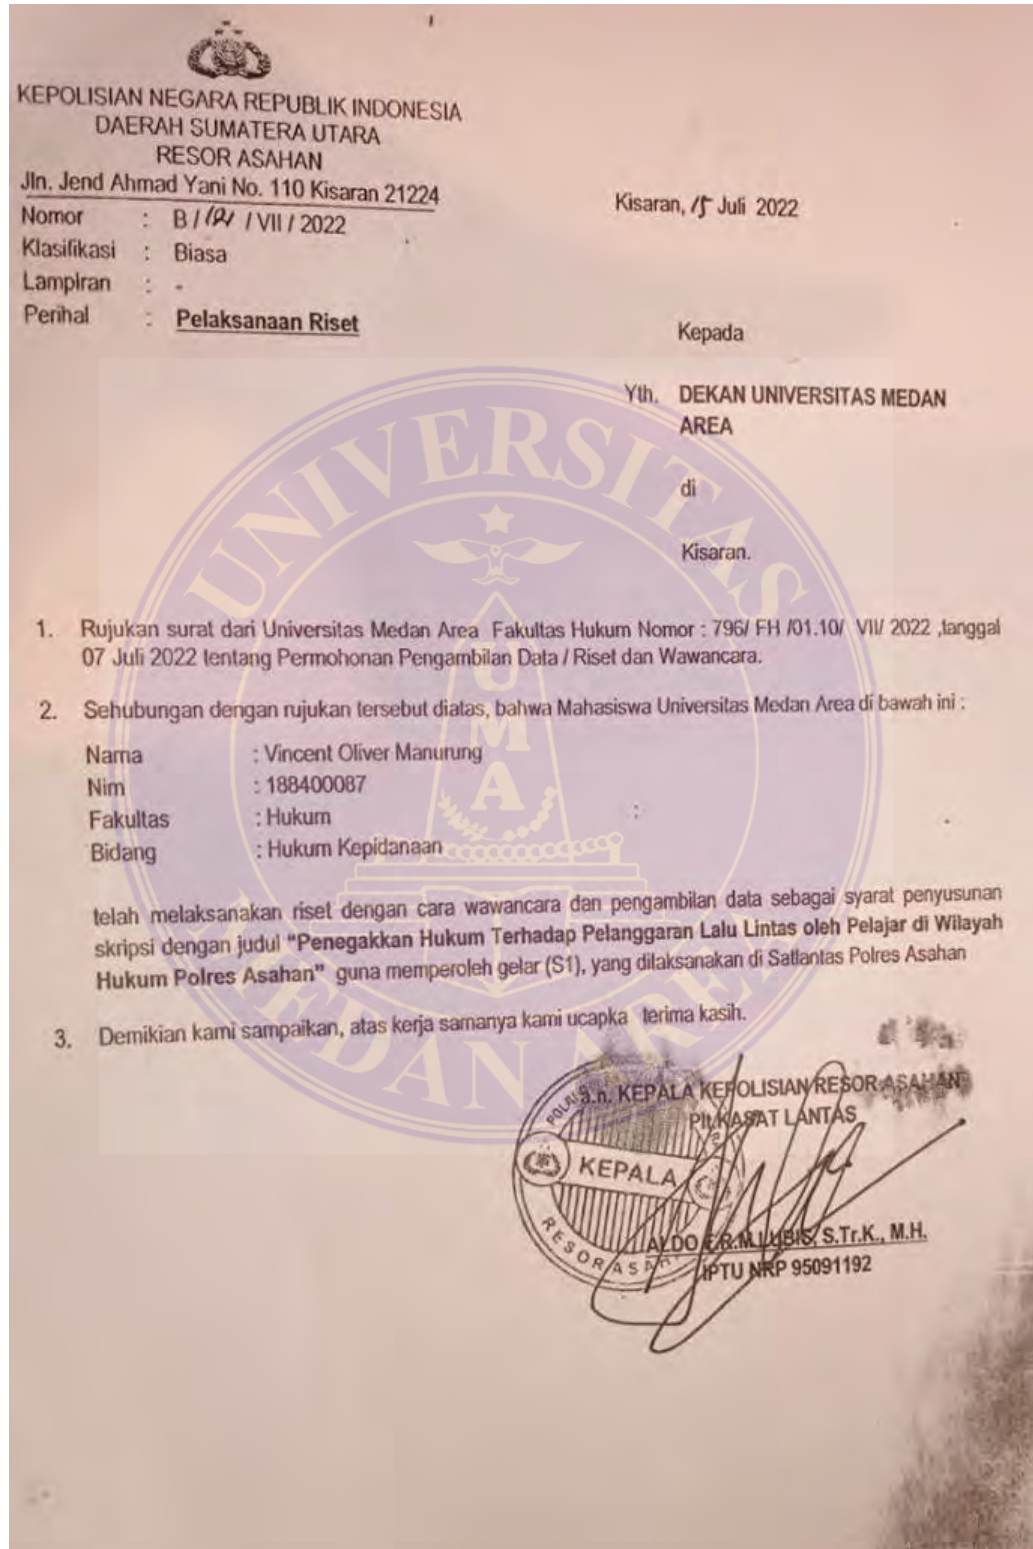 KEPOLISIAN NEGARA REPUBLIK INDONESIA
DAERAH SUMATERA UTARA
RESOR ASAHAN
Jln. Jend Ahmad Yani No. 110 Kisaran 21224
Kisaran, 15 Juli 2022
Nomor : B / / VII / 2022
Klasifikasi : Biasa
Lampiran : -
Perihal : Pelaksanaan Riset
Kepada
Yth. DEKAN UNIVERSITAS MEDAN
AREA
di
Kisaran.
1. Rujukan surat dari Universitas Medan Area Fakultas Hukum Nomor : 796/ FH /01.10/ VII/ 2022 ,tanggal
07 Juli 2022 tentang Permohonan Pengambilan Data / Riset dan Wawancara.
2. Sehubungan dengan rujukan tersebut diatas, bahwa Mahasiswa Universitas Medan Area di bawah ini :
Nama : Vincent Oliver Manurung
Nim : 188400087
Fakultas : Hukum :
Bidang : Hukum Kepidanaan
telah melaksanakan riset dengan cara wawancara dan pengambilan data sebagai syarat penyusunan
skripsi dengan judul “Penegakkan Hukum Terhadap Pelanggaran Lalu Lintas oleh Pelajar di Wilayah
Hukum Polres Asahan” guna memperoleh gelar (S1), yang dilaksanakan di Satlantas Polres Asahan
3. Demikian kami sampaikan, atas kerja samanya kami ucapka terima kasih.
a.n. KEPALA KEPOLISIAN RESOR ASAHAN
Plt. KASAT LANTAS
KEPALA
RESOR ASAHAN
ALDO E.R.M LUBIS, S.Tr.K., M.H.
IPTU NRP 95091192
UNIVERSITAS
MEDAN AREA
UMA